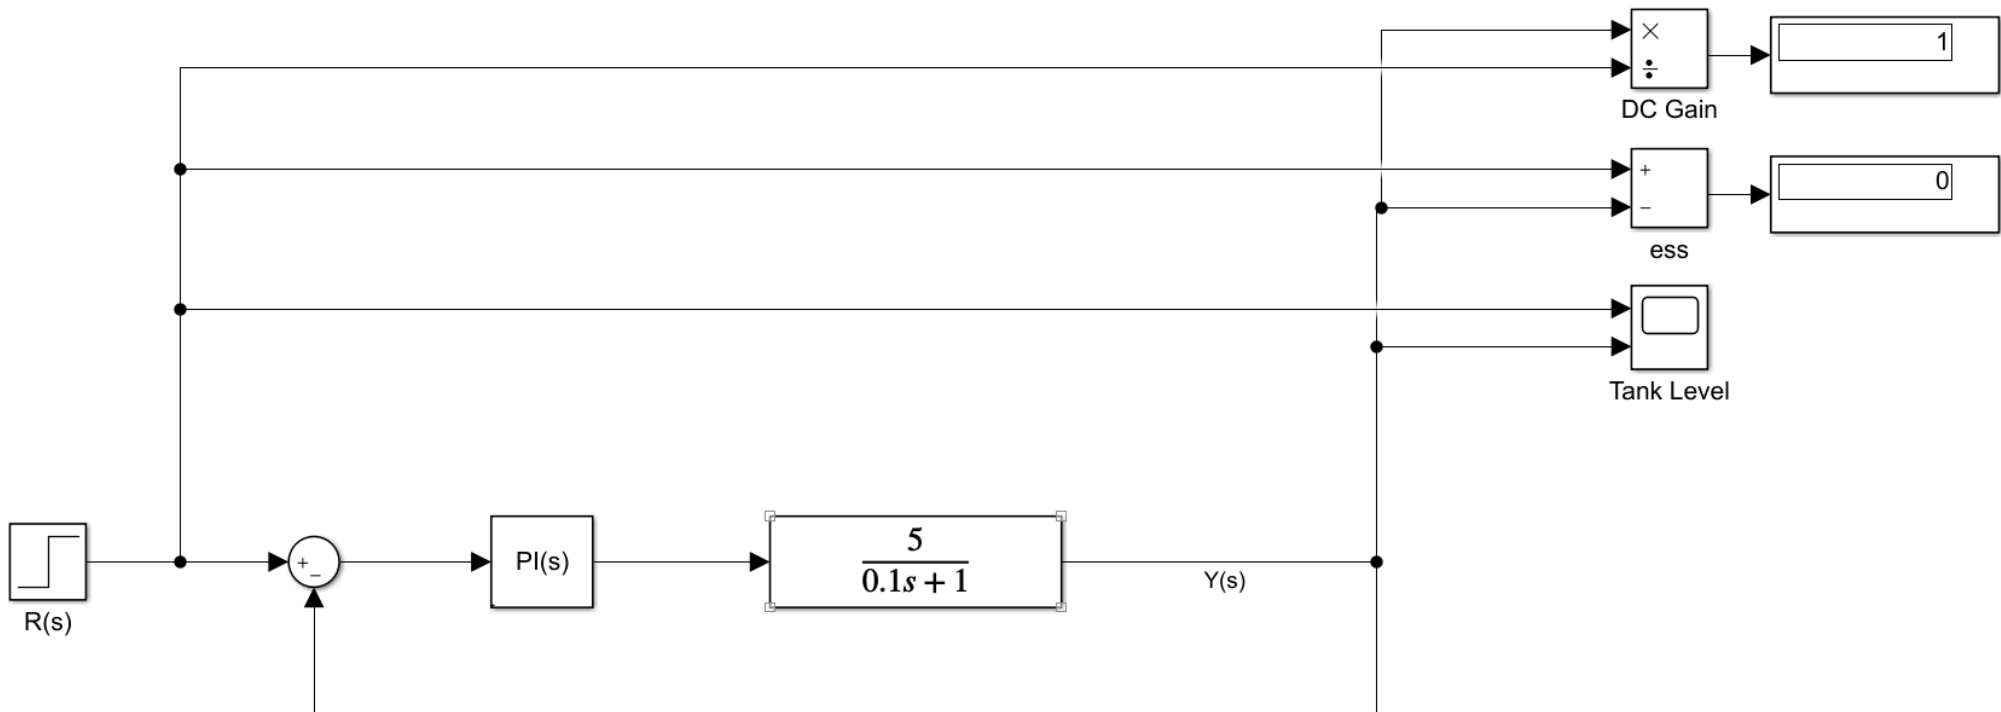 ×
÷
1
DC Gain
+
−
0
ess
Tank Level
R(s)
+
−
PI(s)
5
0.1s + 1
Y(s)